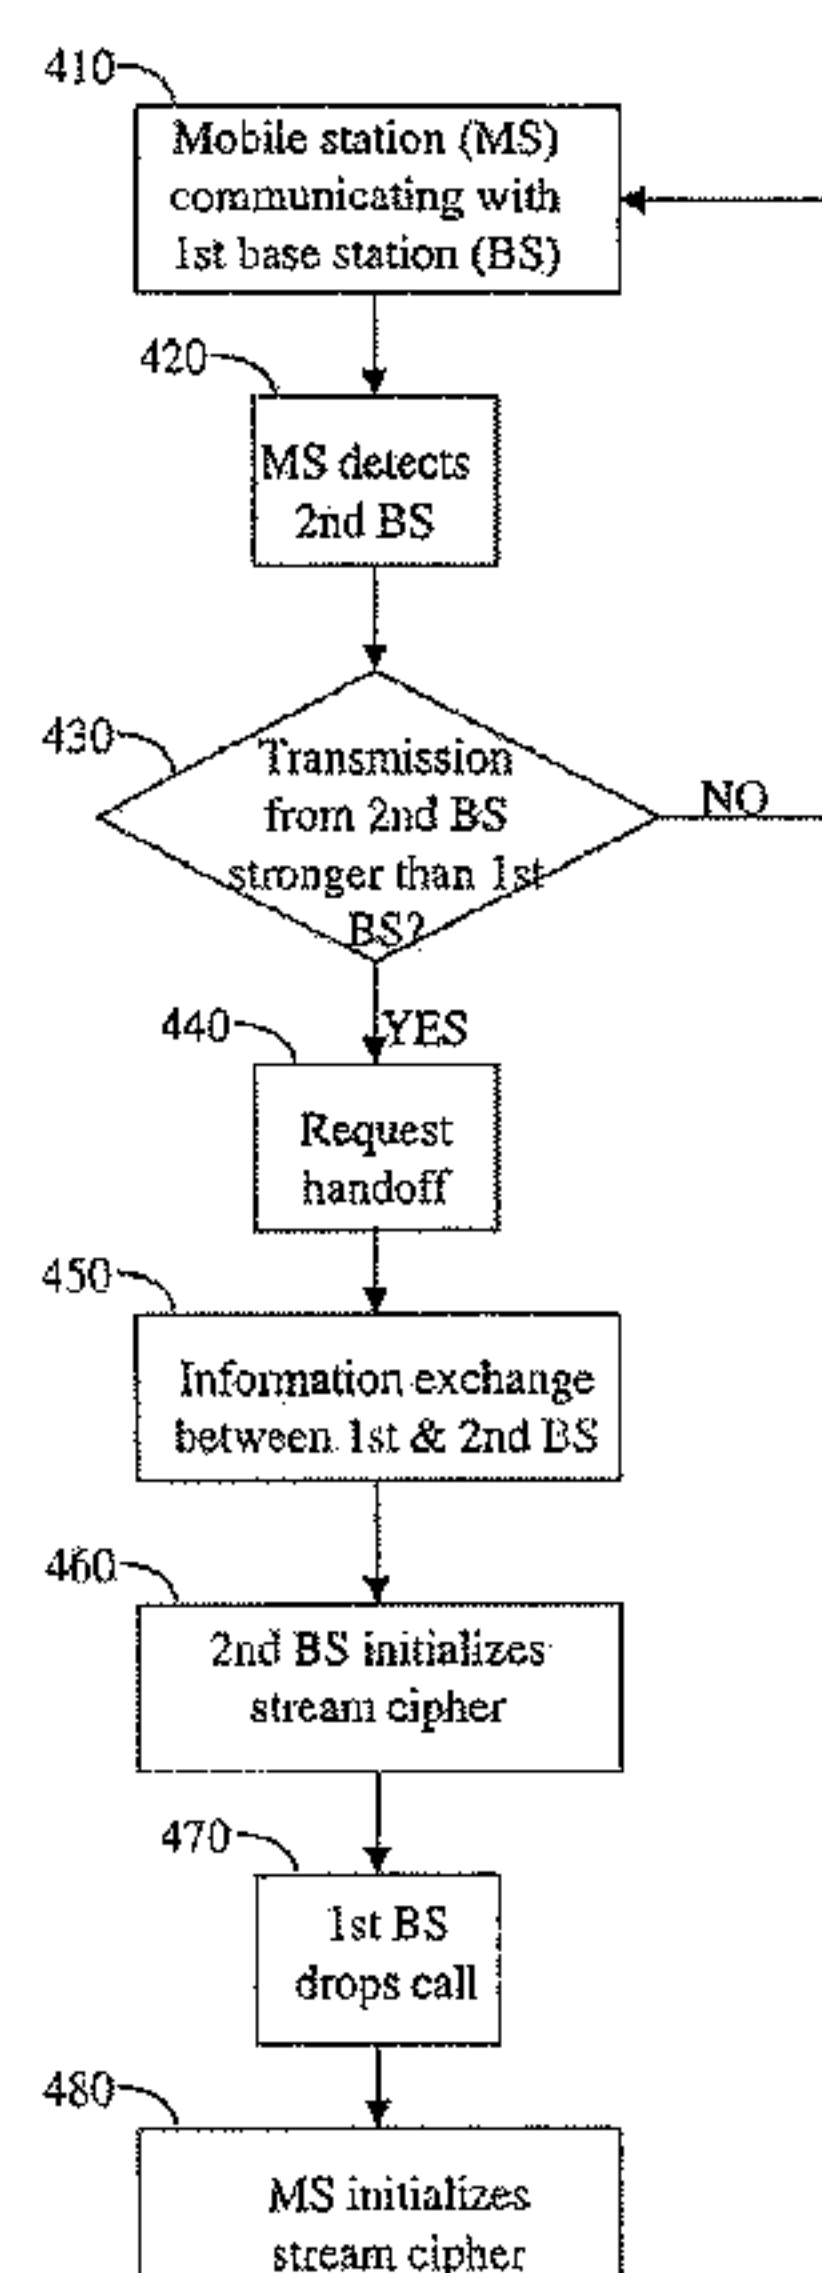 410
Mobile station (MS)
communicating with
1st base station (BS)
420
MS detects
2nd BS
430
Transmission
from 2nd BS
stronger than 1st
BS?
NO
YES
440
Request
handoff
450
Information exchange
between 1st & 2nd BS
460
2nd BS initializes
stream cipher
470
1st BS
drops call
480
MS initializes
stream cipher